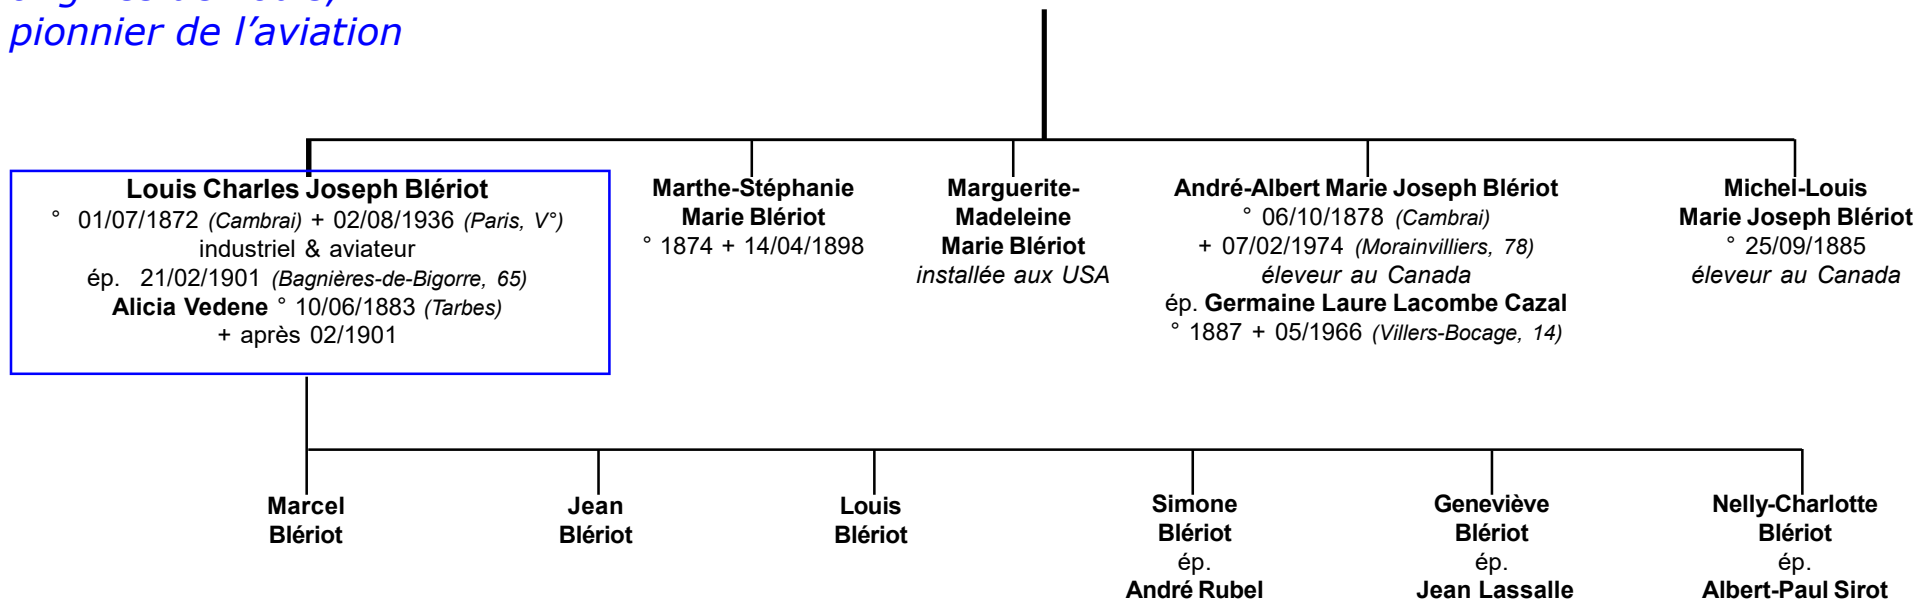 pionnier de l’aviation
Louis Charles Joseph Blériot
° 01/07/1872 (Cambrai) + 02/08/1936 (Paris, V°)
industriel & aviateur
ép. 21/02/1901 (Bagnières-de-Bigorre, 65)
Alicia Vedene ° 10/06/1883 (Tarbes)
+ après 02/1901
Marthe-Stéphanie
Marie Blériot
° 1874 + 14/04/1898
Marguerite-
Madeleine
Marie Blériot
installée aux USA
André-Albert Marie Joseph Blériot
° 06/10/1878 (Cambrai)
+ 07/02/1974 (Morainvilliers, 78)
éleveur au Canada
ép. Germaine Laure Lacombe Cazal
° 1887 + 05/1966 (Villers-Bocage, 14)
Michel-Louis
Marie Joseph Blériot
° 25/09/1885
éleveur au Canada
Marcel
Blériot
Jean
Blériot
Louis
Blériot
Simone
Blériot
ép.
André Rubel
Geneviève
Blériot
ép.
Jean Lassalle
Nelly-Charlotte
Blériot
ép.
Albert-Paul Sirot